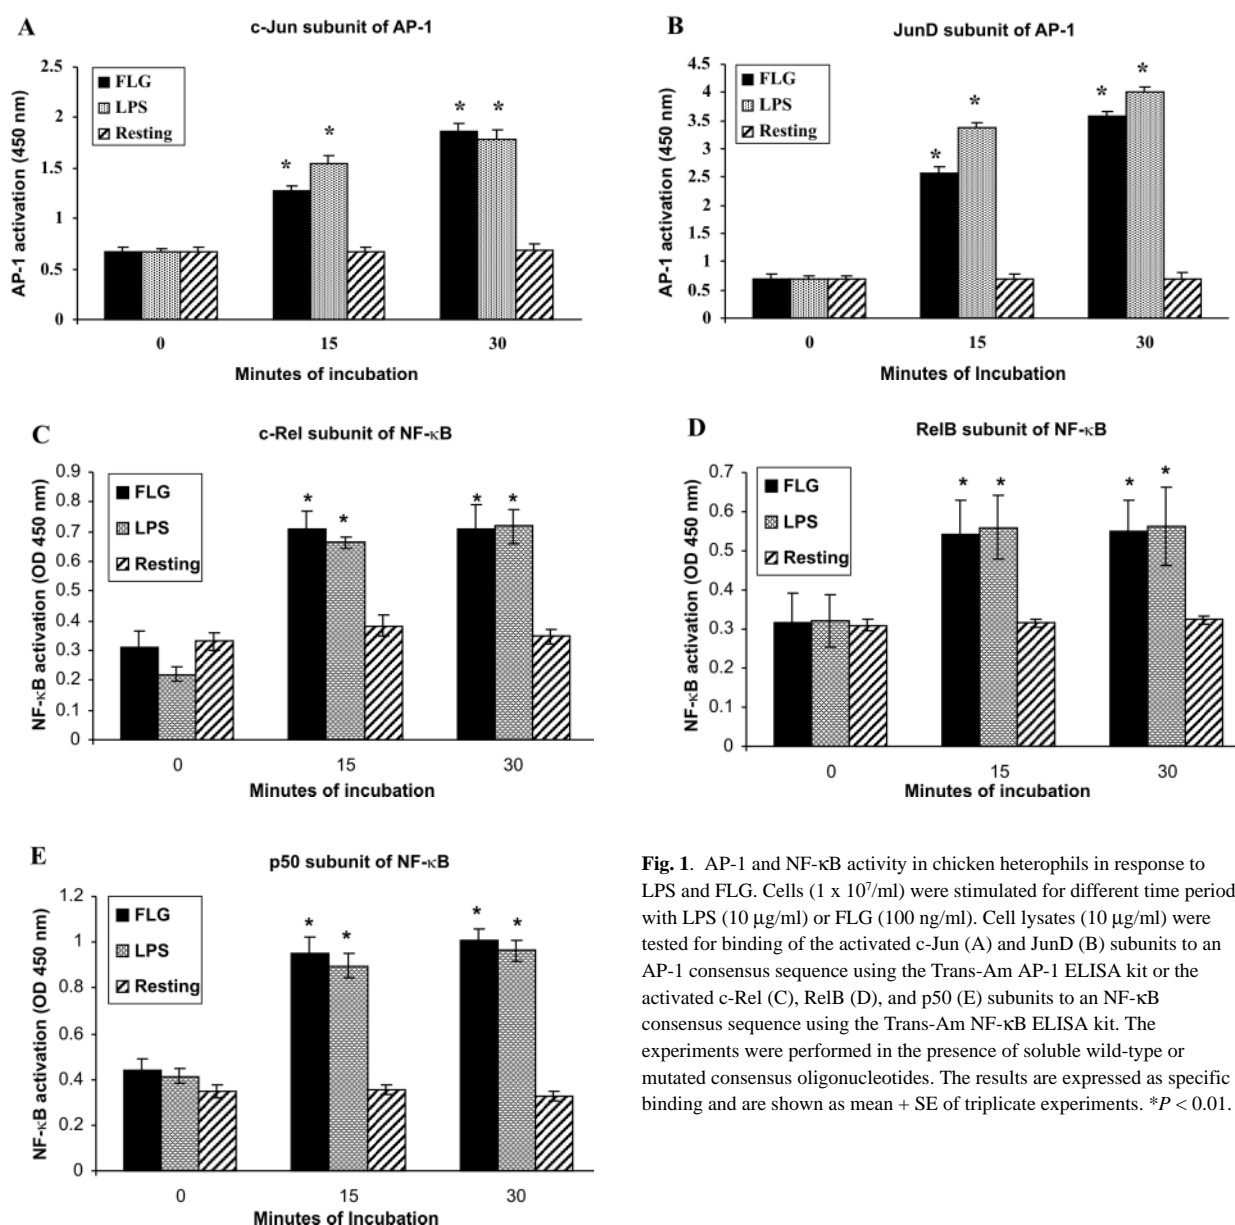 A
c-Jun subunit of AP-1
AP-1 activation (450 nm)
2.5
2
1.5
1
0.5
0
FLG
LPS
Resting
* * * *
0 15 30
Minutes of incubation
B
JunD subunit of AP-1
AP-1 activation (450 nm)
4.5
4
3.5
3
2.5
2
1.5
1
0.5
0
FLG
LPS
Resting
* * * *
0 15 30
Minutes of Incubation
C
c-Rel subunit of NF-κB
NF-κB activation (OD 450 nm)
0.9
0.8
0.7
0.6
0.5
0.4
0.3
0.2
0.1
0
FLG
LPS
Resting
* * * *
0 15 30
Minutes of incubation
D
RelB subunit of NF-κB
NF-κB activation (OD 450 nm)
0.7
0.6
0.5
0.4
0.3
0.2
0.1
0
FLG
LPS
Resting
* * * *
0 15 30
Minutes of Incubation
E
p50 subunit of NF-κB
NF-κB activation (OD 450 nm)
1.2
1
0.8
0.6
0.4
0.2
0
FLG
LPS
Resting
* * * *
0 15 30
Minutes of Incubation
Fig. 1. AP-1 and NF-κB activity in chicken heterophils in response to
LPS and FLG. Cells (1 x 10⁷/ml) were stimulated for different time period
with LPS (10 μg/ml) or FLG (100 ng/ml). Cell lysates (10 μg/ml) were
tested for binding of the activated c-Jun (A) and JunD (B) subunits to an
AP-1 consensus sequence using the Trans-Am AP-1 ELISA kit or the
activated c-Rel (C), RelB (D), and p50 (E) subunits to an NF-κB
consensus sequence using the Trans-Am NF-κB ELISA kit. The
experiments were performed in the presence of soluble wild-type or
mutated consensus oligonucleotides. The results are expressed as specific
binding and are shown as mean + SE of triplicate experiments. *P < 0.01.